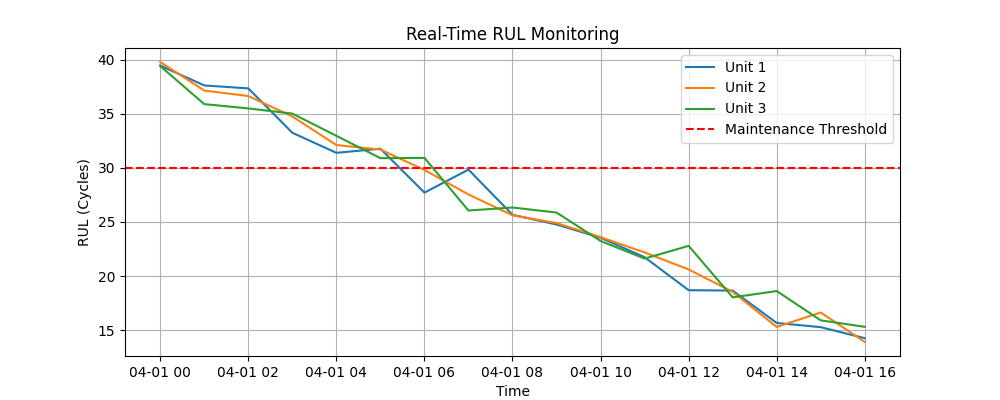 Real-Time RUL Monitoring
Unit 1
Unit 2
Unit 3
Maintenance Threshold
RUL (Cycles)
40
35
30
25
20
15
04-01 00 04-01 02 04-01 04 04-01 06 04-01 08 04-01 10 04-01 12 04-01 14 04-01 16
Time